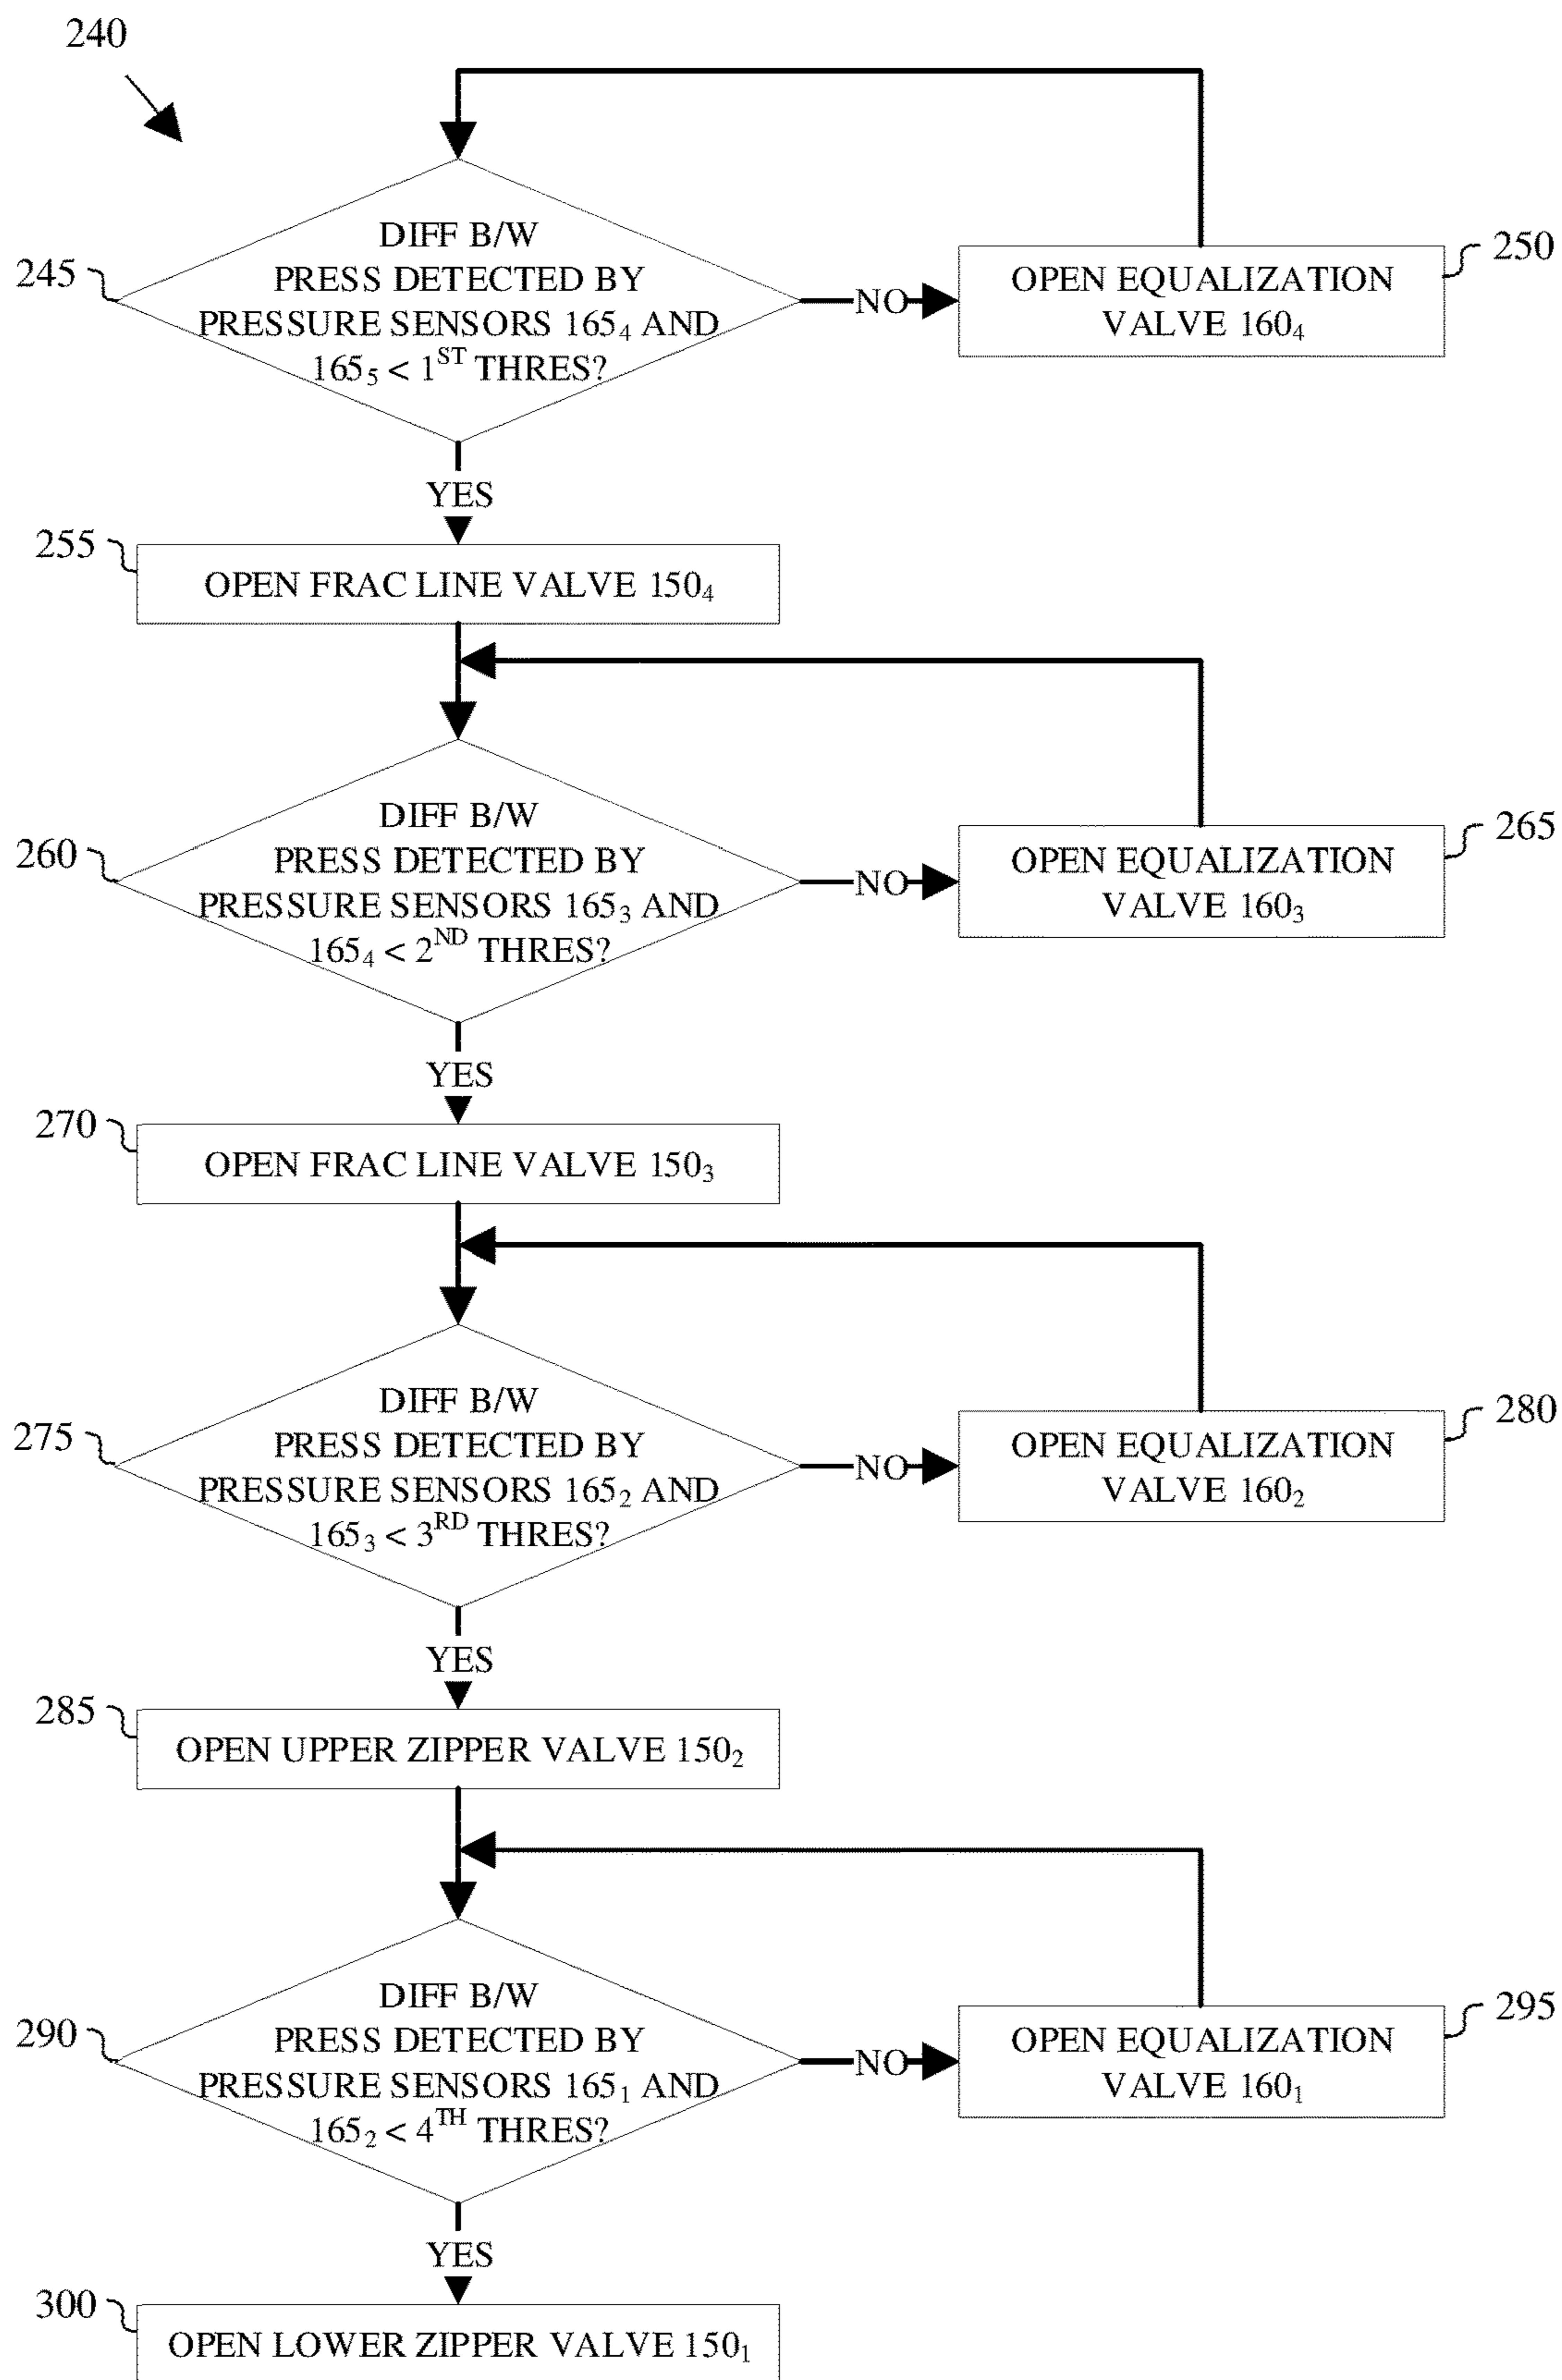 240
DIFF B/W
PRESS DETECTED BY
PRESSURE SENSORS 165₄ AND
165₅ < 1ˢᵀ THRES?
245
NO
OPEN EQUALIZATION
VALVE 160₄
250
YES
255
OPEN FRAC LINE VALVE 150₄
DIFF B/W
PRESS DETECTED BY
PRESSURE SENSORS 165₃ AND
165₄ < 2ᴺᴰ THRES?
260
NO
OPEN EQUALIZATION
VALVE 160₃
265
YES
270
OPEN FRAC LINE VALVE 150₃
DIFF B/W
PRESS DETECTED BY
PRESSURE SENSORS 165₂ AND
165₃ < 3ᴿᴰ THRES?
275
NO
OPEN EQUALIZATION
VALVE 160₂
280
YES
285
OPEN UPPER ZIPPER VALVE 150₂
DIFF B/W
PRESS DETECTED BY
PRESSURE SENSORS 165₁ AND
165₂ < 4ᵀᴴ THRES?
290
NO
OPEN EQUALIZATION
VALVE 160₁
295
YES
300
OPEN LOWER ZIPPER VALVE 150₁